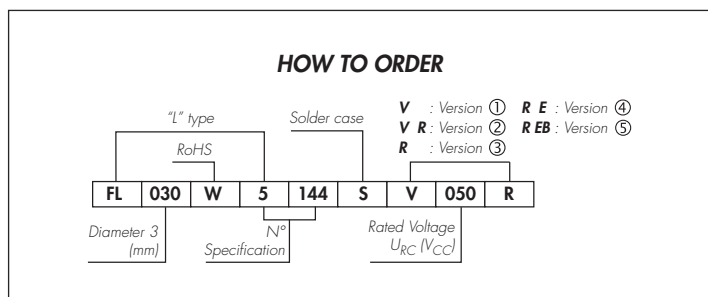 HOW TO ORDER
"L" type
Solder case
V : Version ① R E : Version ④
V R : Version ② R EB : Version ⑤
R : Version ③
RoHS
FL 030 W 5 144 S V 050 R
Diameter 3
(mm)
N°
Specification
Rated Voltage
URC (VCC)